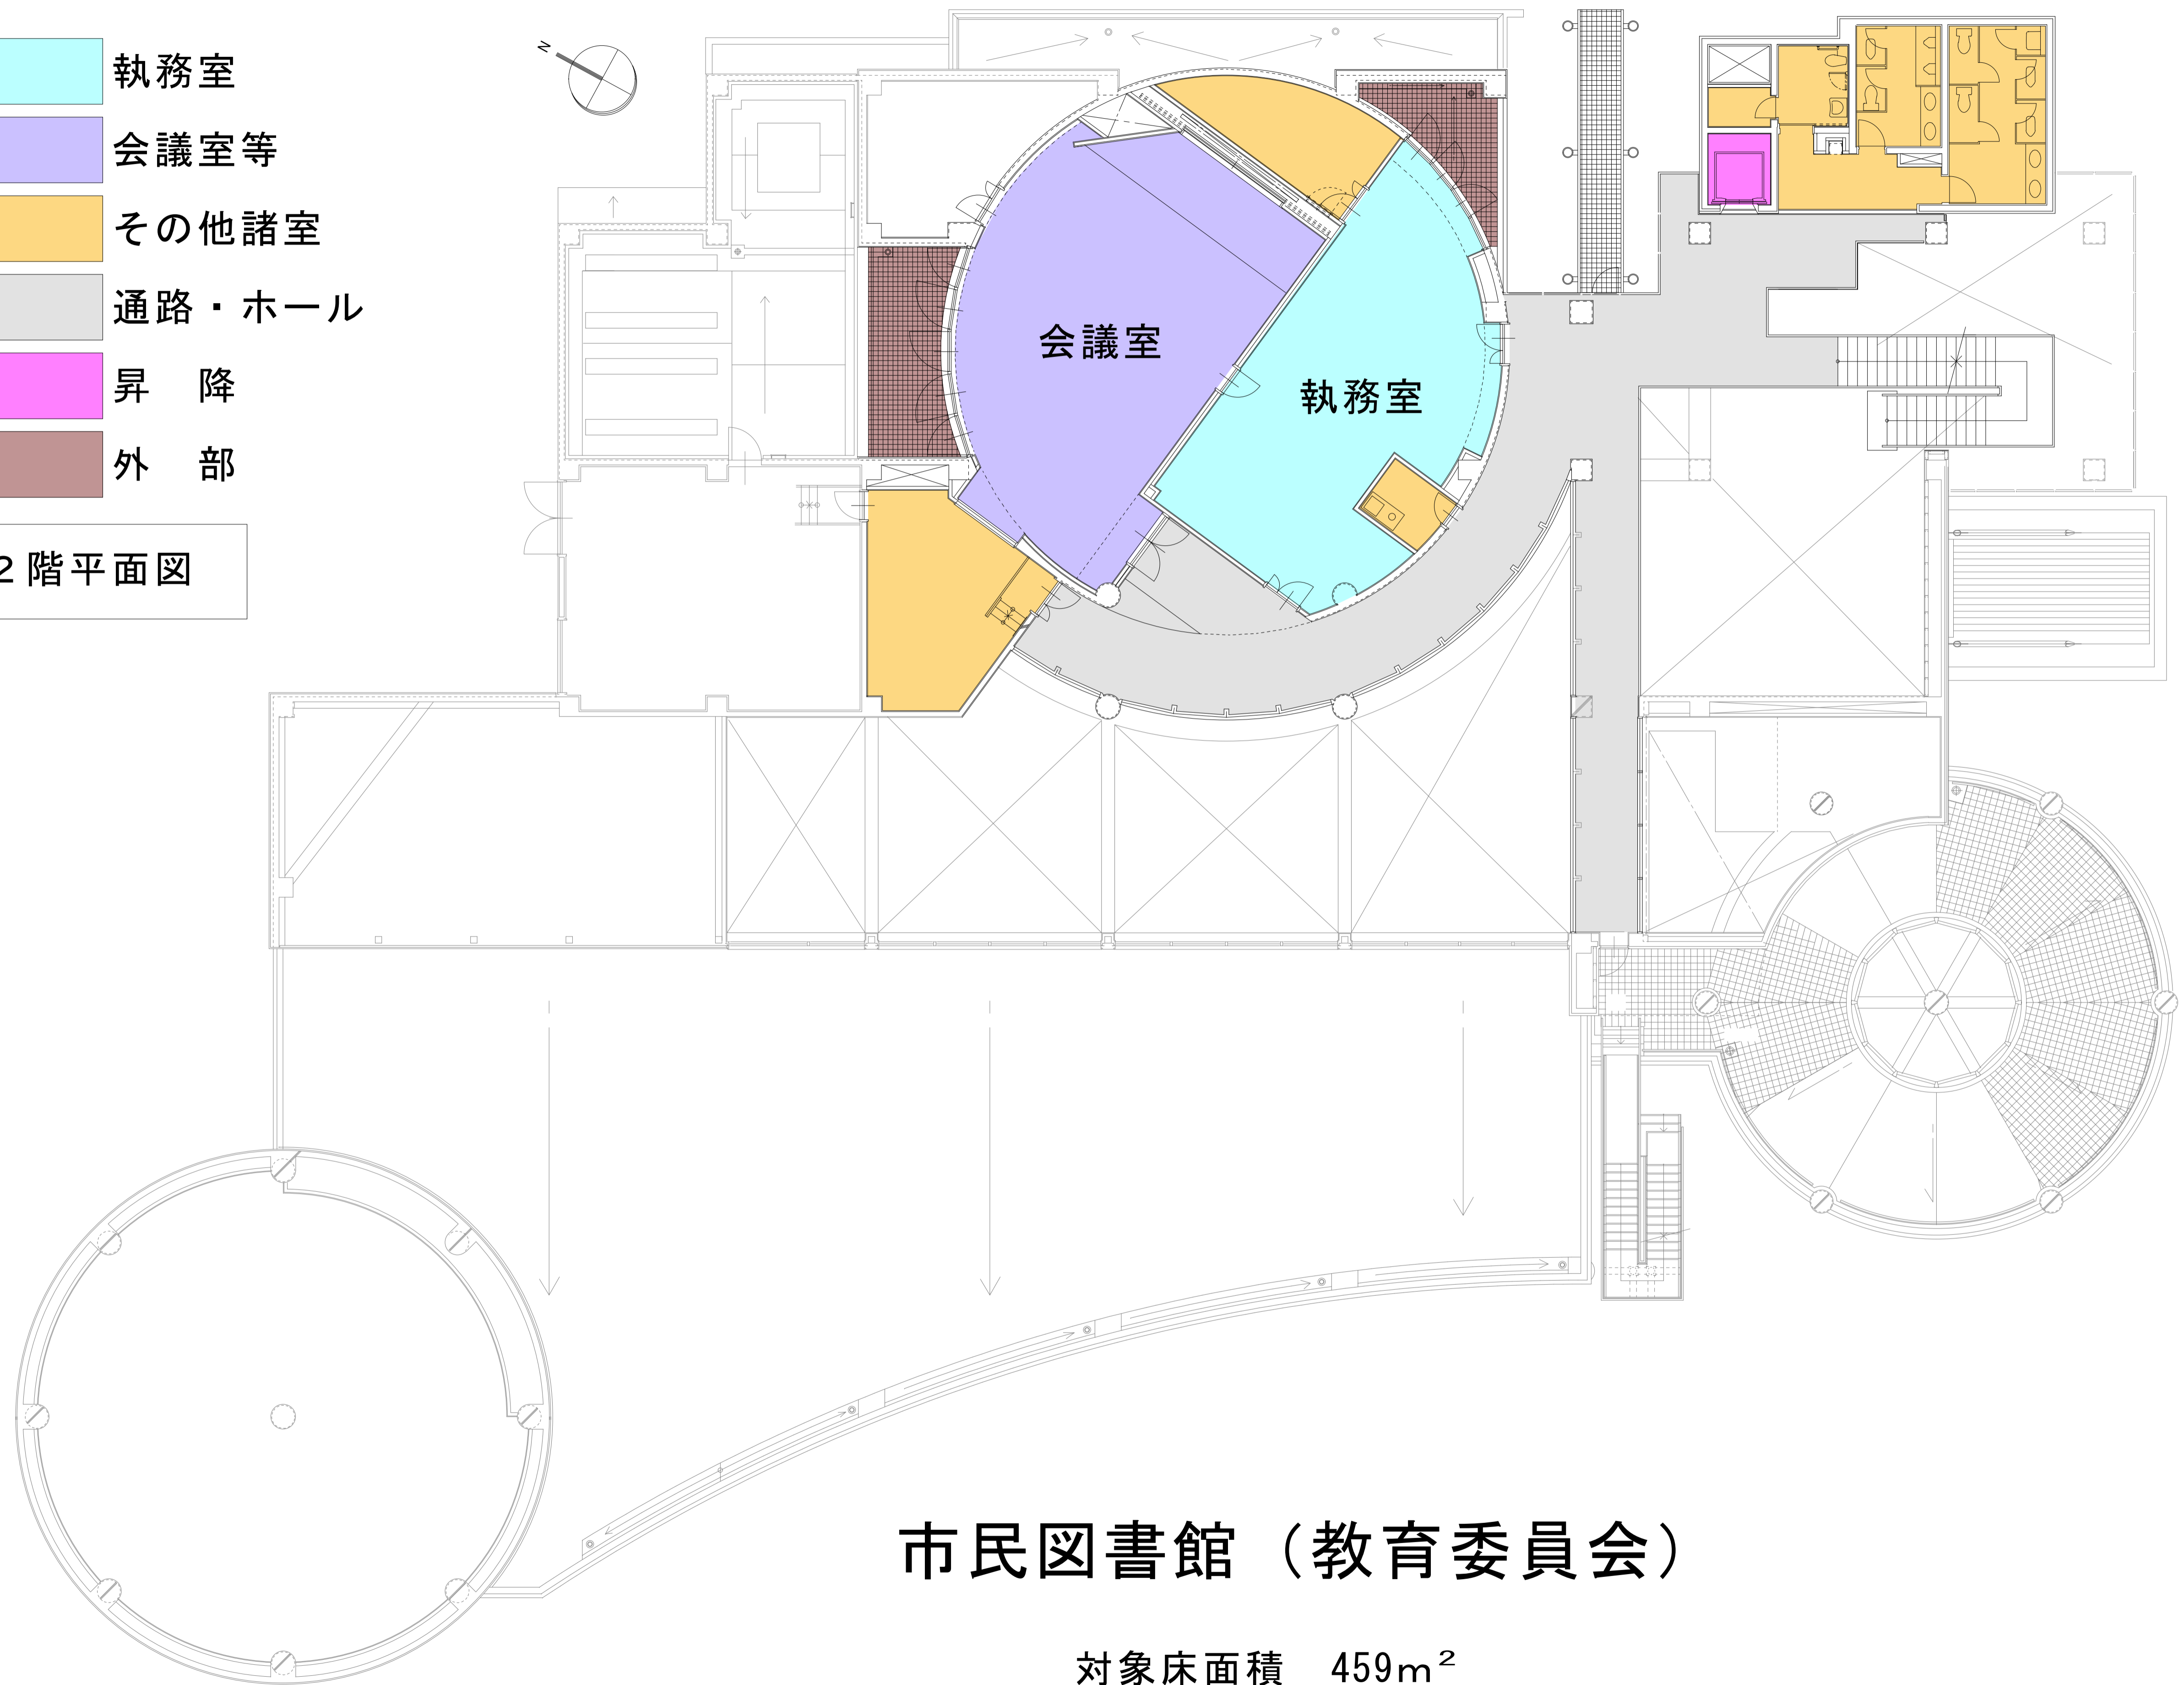 執務室
会議室等
その他諸室
通路・ホール
昇　降
外　部
２階平面図
N
会議室
執務室
市民図書館（教育委員会）
対象床面積　459m²